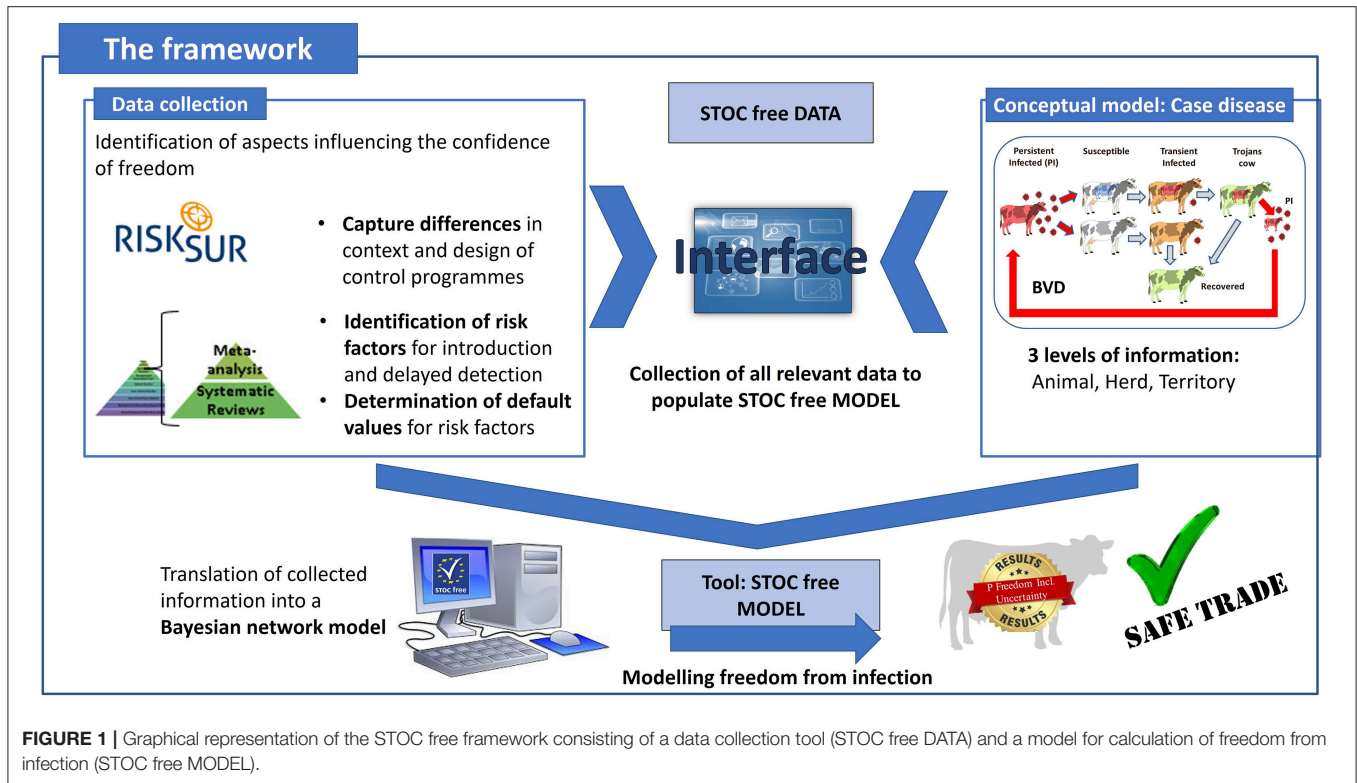 The framework
Data collection
Identification of aspects influencing the confidence
of freedom
RISKSUR
• Capture differences in
context and design of
control programmes
Meta-
analysis
Systematic
Reviews
• Identification of risk
factors for introduction
and delayed detection
• Determination of default
values for risk factors
STOC free DATA
Interface
Collection of all relevant data to
populate STOC free MODEL
Conceptual model: Case disease
Persistent
Infected (PI)
Susceptible
Transient
Infected
Trojans
cow
PI
BVD
Recovered
3 levels of information:
Animal, Herd, Territory
Translation of collected
information into a
Bayesian network model
STOC free
Tool: STOC free
MODEL
Modelling freedom from infection
RESULTS
P Freedom Incl.
Uncertainty
RESULTS
SAFE TRADE
FIGURE 1 | Graphical representation of the STOC free framework consisting of a data collection tool (STOC free DATA) and a model for calculation of freedom from
infection (STOC free MODEL).